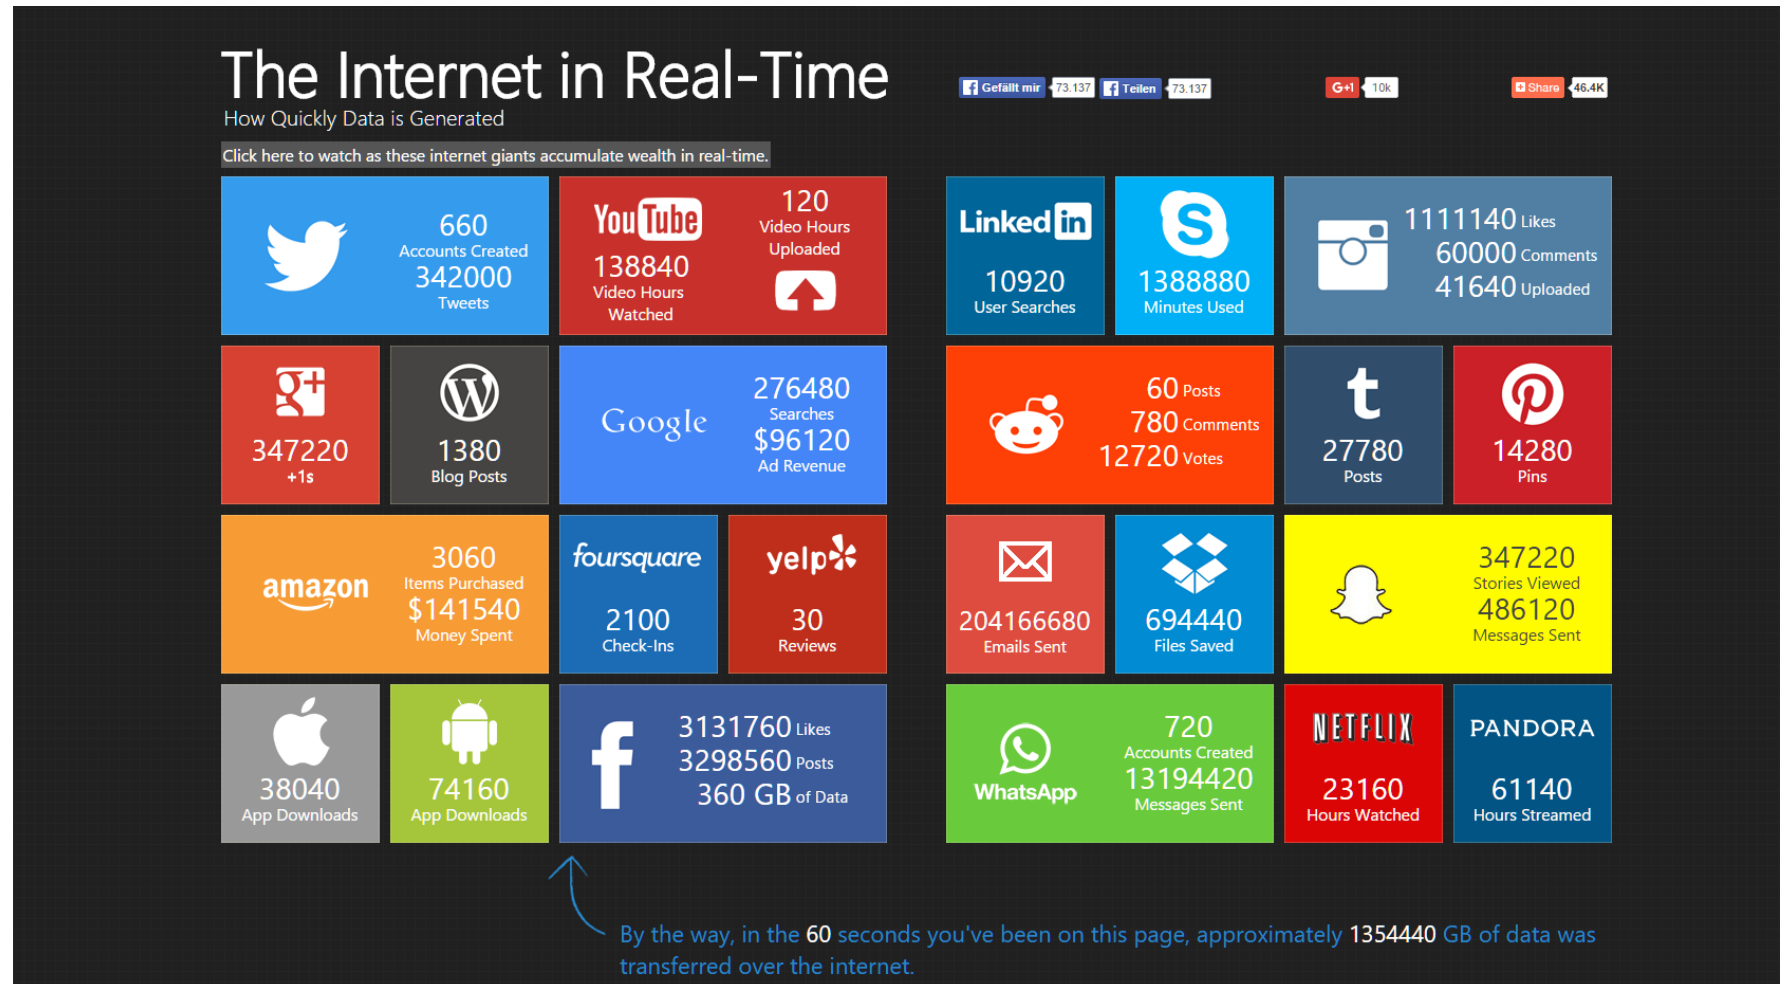 The Internet in Real-Time
Gefällt mir 73.137 Teilen 73.137 G+1 10k Share 46.4K
How Quickly Data is Generated
Click here to watch as these internet giants accumulate wealth in real-time.
660
Accounts Created
342000
Tweets
YouTube
138840
Video Hours
Watched
120
Video Hours
Uploaded
Linked in
10920
User Searches
S
1388880
Minutes Used
1111140 Likes
60000 Comments
41640 Uploaded
g+
347220
+1s
W
1380
Blog Posts
Google
276480
Searches
$96120
Ad Revenue
60 Posts
780 Comments
12720 Votes
t
27780
Posts
P
14280
Pins
amazon
3060
Items Purchased
$141540
Money Spent
foursquare
2100
Check-Ins
yelp
30
Reviews
204166680
Emails Sent
694440
Files Saved
347220
Stories Viewed
486120
Messages Sent
38040
App Downloads
74160
App Downloads
f
3131760 Likes
3298560 Posts
360 GB of Data
WhatsApp
720
Accounts Created
13194420
Messages Sent
NETFLIX
23160
Hours Watched
PANDORA
61140
Hours Streamed
By the way, in the 60 seconds you've been on this page, approximately 1354440 GB of data was
transferred over the internet.